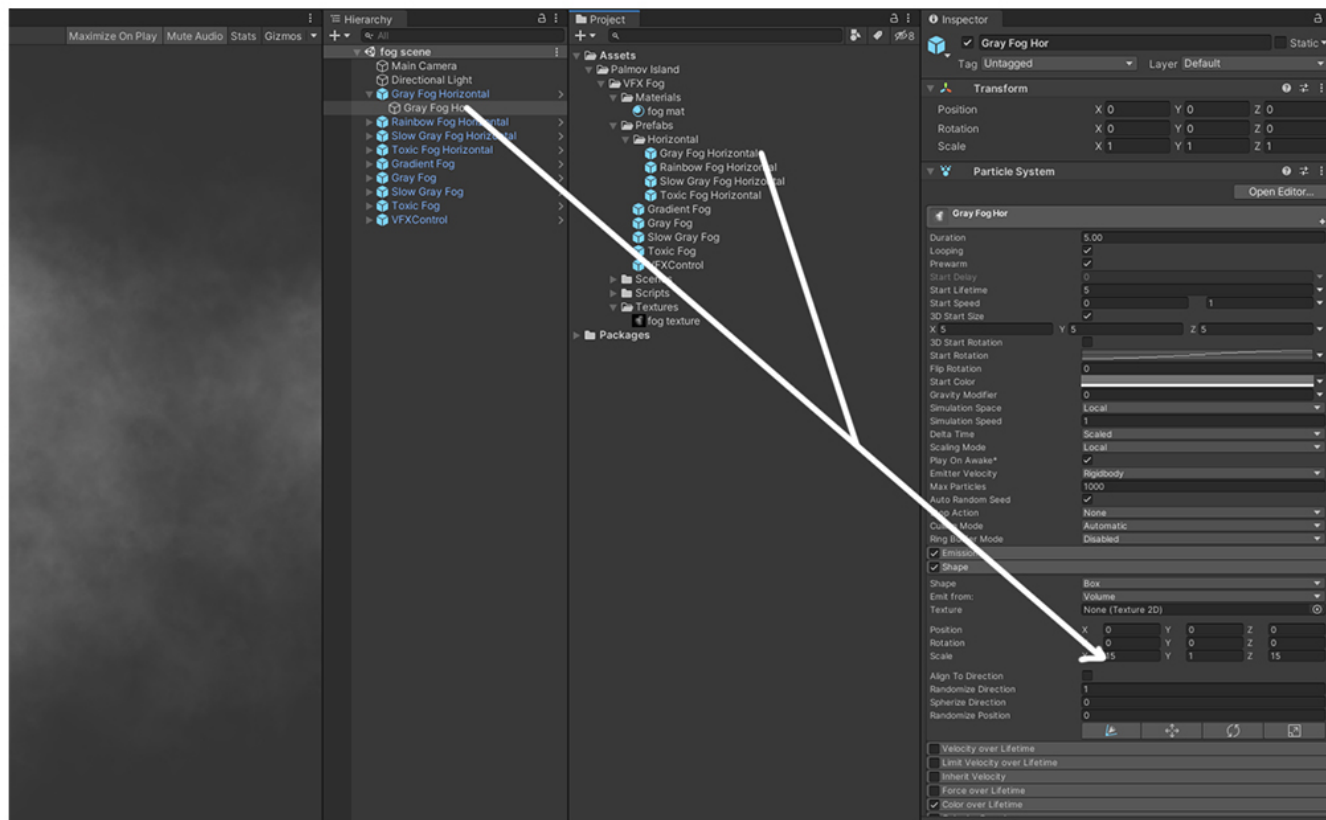 Maximize On Play Mute Audio Stats Gizmos
Hierarchy
All
fog scene
Main Camera
Directional Light
Gray Fog Horizontal
Gray Fog Hor
Rainbow Fog Horizontal
Slow Gray Fog Horizontal
Toxic Fog Horizontal
Gradient Fog
Gray Fog
Slow Gray Fog
Toxic Fog
VFXControl
Project
8
Assets
Palmov Island
VFX Fog
Materials
fog mat
Prefabs
Horizontal
Gray Fog Horizontal
Rainbow Fog Horizontal
Slow Gray Fog Horizontal
Toxic Fog Horizontal
Gradient Fog
Gray Fog
Slow Gray Fog
Toxic Fog
VFXControl
Scenes
Scripts
Textures
fog texture
Packages
Inspector
Gray Fog Hor Static
Tag Untagged Layer Default
Transform
Position X 0 Y 0 Z 0
Rotation X 0 Y 0 Z 0
Scale X 1 Y 1 Z 1
Particle System
Open Editor...
Gray Fog Hor
Duration 5.00
Looping
Prewarm
Start Delay 0
Start Lifetime 5
Start Speed 0 1
3D Start Size
X 5 Y 5 Z 5
3D Start Rotation
Start Rotation
Flip Rotation 0
Start Color
Gravity Modifier 0
Simulation Space Local
Simulation Speed 1
Delta Time Scaled
Scaling Mode Local
Play On Awake*
Emitter Velocity Rigidbody
Max Particles 1000
Auto Random Seed
Stop Action None
Culling Mode Automatic
Ring Buffer Mode Disabled
Emission
Shape
Shape Box
Emit from: Volume
Texture None (Texture 2D)
Position X 0 Y 0 Z 0
Rotation 0 Y 0 Z 0
Scale X 15 Y 1 Z 15
Align To Direction
Randomize Direction 1
Spherize Direction 0
Randomize Position 0
Velocity over Lifetime
Limit Velocity over Lifetime
Inherit Velocity
Force over Lifetime
Color over Lifetime